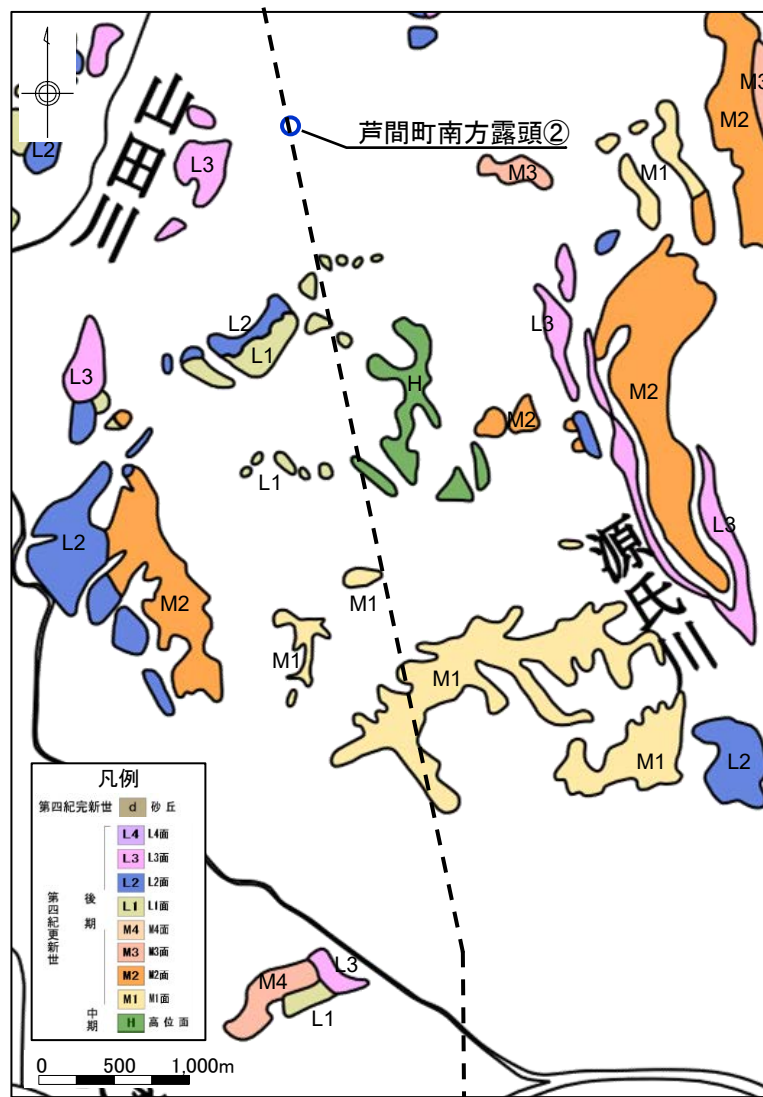 山田川
芦間町南方露頭②
L2
L3
M3
M1
M2
M3
L2
L1
L3
H
M2
L3
M2
L3
L1
L2
M2
M1
M1
M1
源氏川
M1
L2
凡例
第四紀完新世 d 砂丘
第四紀更新世
後期
中期
L4 L4面
L3 L3面
L2 L2面
L1 L1面
M4 M4面
M3 M3面
M2 M2面
M1 M1面
H 高位面
M4
L3
L1
0 500 1,000m